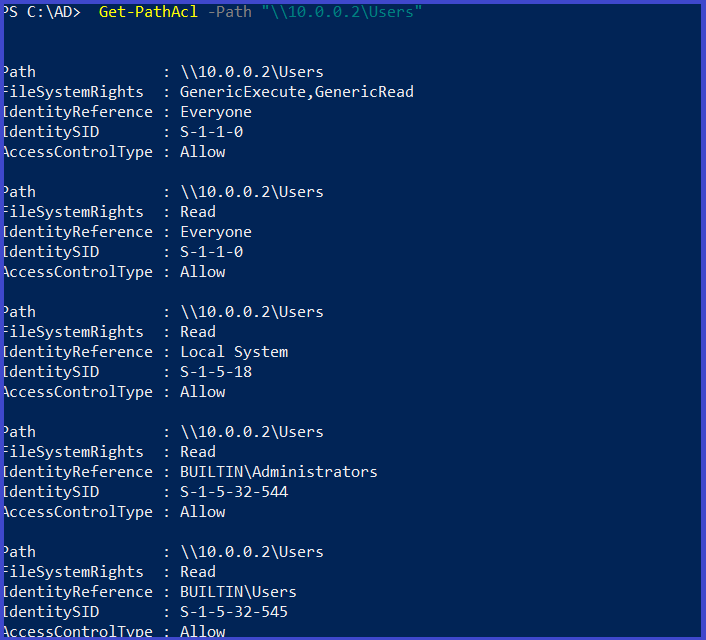 PS C:\AD>  Get-PathAcl -Path "\\10.0.0.2\Users"
Path              : \\10.0.0.2\Users
FileSystemRights  : GenericExecute,GenericRead
IdentityReference : Everyone
IdentitySID       : S-1-1-0
AccessControlType : Allow
Path              : \\10.0.0.2\Users
FileSystemRights  : Read
IdentityReference : Everyone
IdentitySID       : S-1-1-0
AccessControlType : Allow
Path              : \\10.0.0.2\Users
FileSystemRights  : Read
IdentityReference : Local System
IdentitySID       : S-1-5-18
AccessControlType : Allow
Path              : \\10.0.0.2\Users
FileSystemRights  : Read
IdentityReference : BUILTIN\Administrators
IdentitySID       : S-1-5-32-544
AccessControlType : Allow
Path              : \\10.0.0.2\Users
FileSystemRights  : Read
IdentityReference : BUILTIN\Users
IdentitySID       : S-1-5-32-545
AccessControlType : Allow